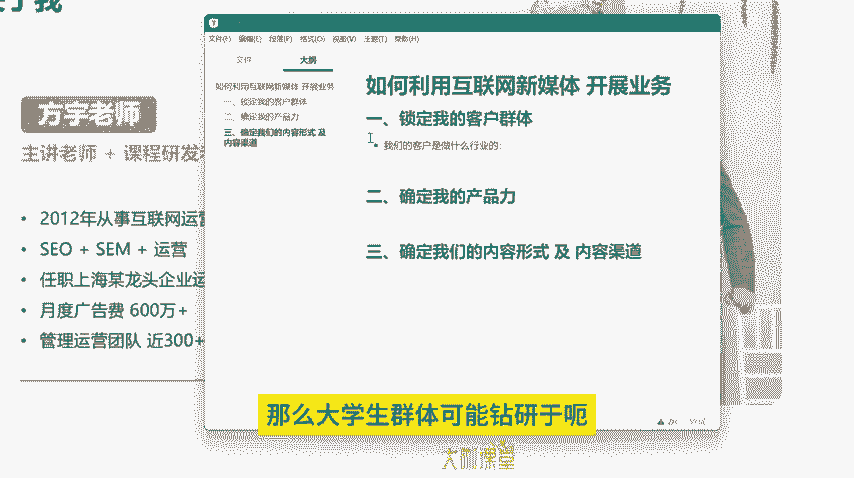 关于我
方宇老师
主讲老师 + 课程研发
• 2012年从事互联网运营
• SEO + SEM + 运营
• 任职上海某龙头企业运
• 月度广告费 600万+
• 管理运营团队 近300+
文件(F) 编辑(E) 段落(P) 格式(O) 视图(V) 主题(T) 帮助(H)
文件 大纲
如何利用互联网新媒体 开展业务
一、锁定我的客户群体
二、确定我的产品力
三、确定我们的内容形式 及
内容渠道
如何利用互联网新媒体 开展业务
一、锁定我的客户群体
• 我们的客户是做什么行业的:
二、确定我的产品力
三、确定我们的内容形式 及 内容渠道
那么大学生群体可能钻研于呃